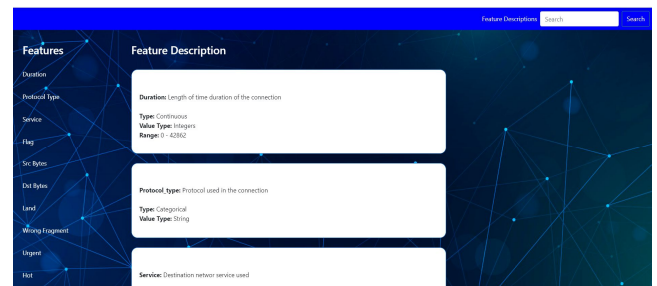 Feature Descriptions
Search
Search
Features
Duration
Protocol Type
Service
Flag
Src Bytes
Dst Bytes
Land
Wrong Fragment
Urgent
Hot
Feature Description
Duration: Length of time duration of the connection
Type: Continuous
Value Type: Integers
Range: 0 - 42862
Protocol_type: Protocol used in the connection
Type: Categorical
Value Type: String
Service: Destination networ service used